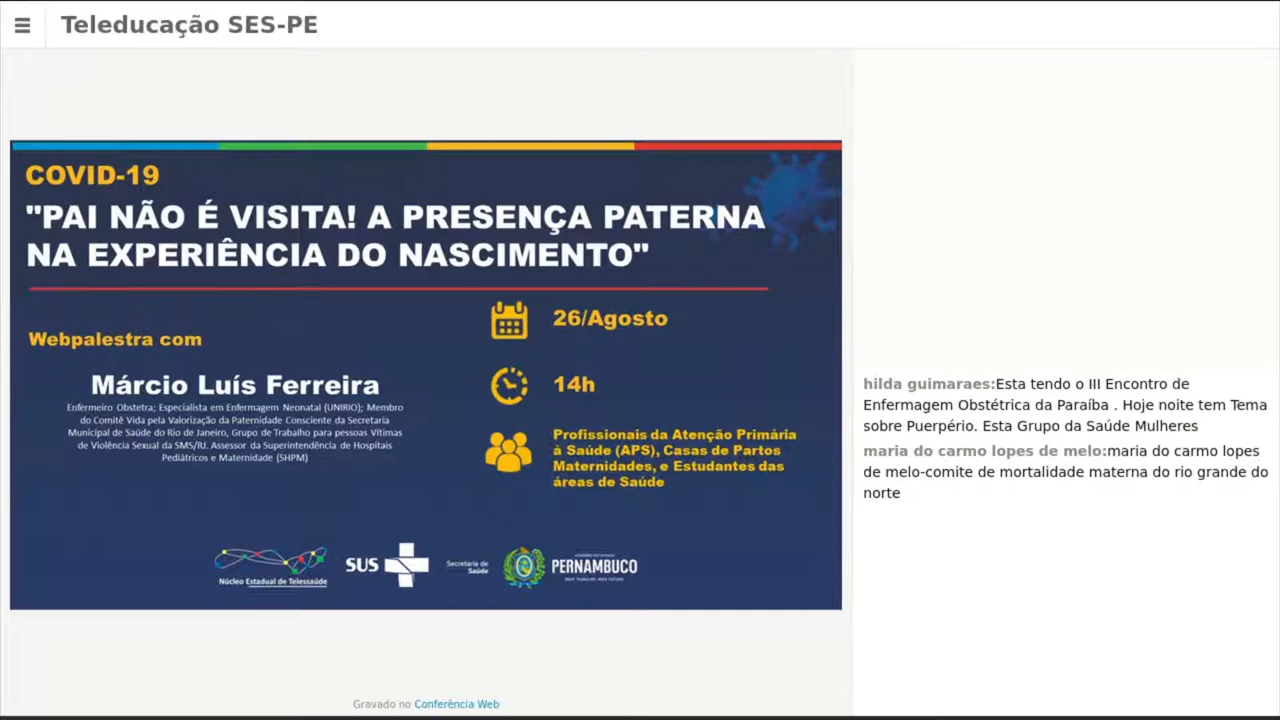 Teleducação SES-PE
COVID-19
"PAI NÃO É VISITA! A PRESENÇA PATERNA
NA EXPERIÊNCIA DO NASCIMENTO"
Webpalestra com
Márcio Luís Ferreira
Enfermeiro Obstetra; Especialista em Enfermagem Neonatal (UNIRIO); Membro
do Comitê Vida pela Valorização da Paternidade Consciente da Secretaria
Municipal de Saúde do Rio de Janeiro, Grupo de Trabalho para pessoas Vítimas
de Violência Sexual da SMS/RJ. Assessor da Superintendência de Hospitais
Pediátricos e Maternidade (SHPM)
26/Agosto
14h
Profissionais da Atenção Primária
à Saúde (APS), Casas de Partos
Maternidades, e Estudantes das
áreas de Saúde
Núcleo Estadual de Telessaúde
SUS
Secretaria de
Saúde
PERNAMBUCO
hilda guimaraes:Esta tendo o III Encontro de
Enfermagem Obstétrica da Paraíba . Hoje noite tem Tema
sobre Puerpério. Esta Grupo da Saúde Mulheres
maria do carmo lopes de melo:maria do carmo lopes
de melo-comite de mortalidade materna do rio grande do
norte
Gravado no Conferência Web